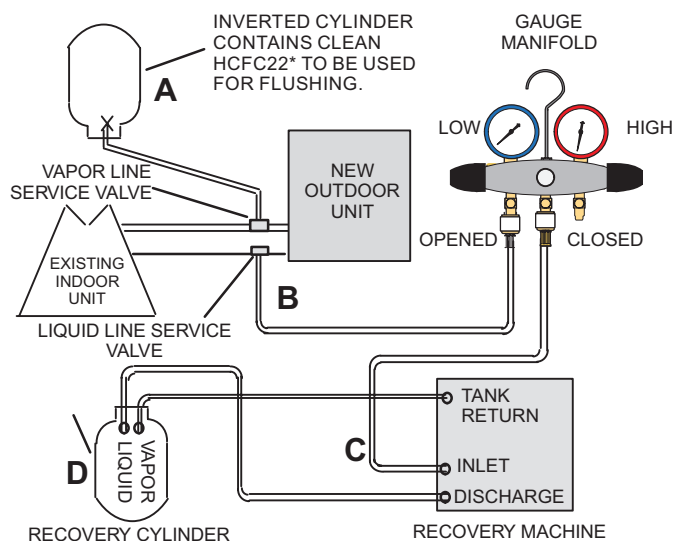 INVERTED CYLINDER
CONTAINS CLEAN
HCFC22* TO BE USED
FOR FLUSHING.
A
GAUGE
MANIFOLD
LOW
HIGH
VAPOR LINE
SERVICE VALVE
NEW
OUTDOOR
UNIT
EXISTING
INDOOR
UNIT
OPENED
CLOSED
B
LIQUID LINE SERVICE
VALVE
TANK
RETURN
C
INLET
DISCHARGE
D
LIQUID
VAPOR
RECOVERY CYLINDER
RECOVERY MACHINE